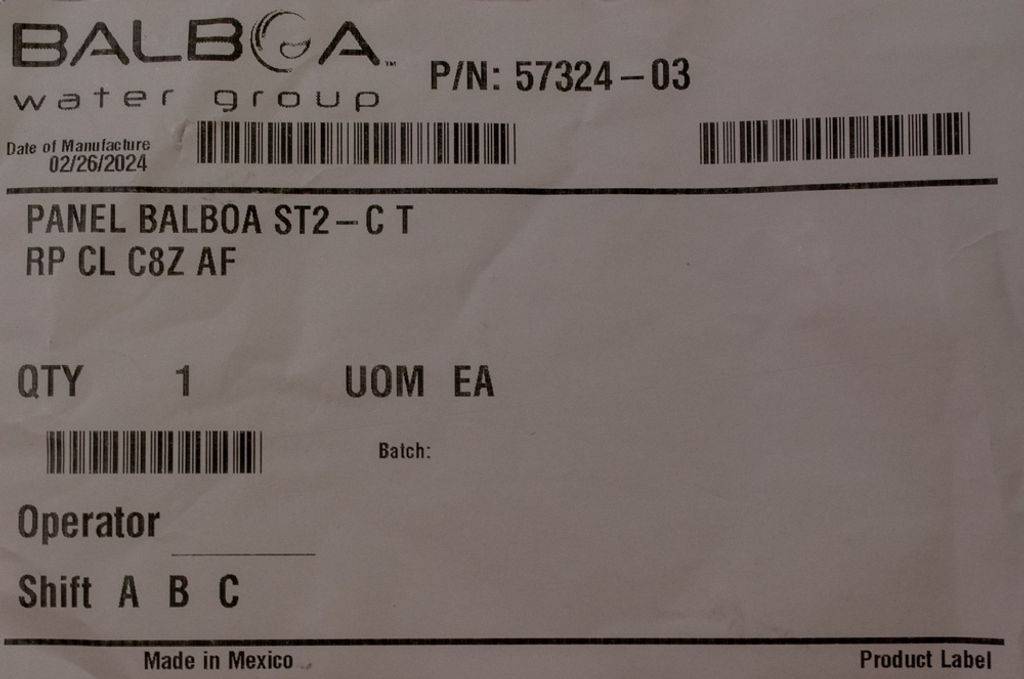 BALBOA™
water group
P/N: 57324-03
Date of Manufacture
02/26/2024
PANEL BALBOA ST2-C T
RP CL C8Z AF
QTY 1 UOM EA
Batch:
Operator
Shift A B C
Made in Mexico
Product Label